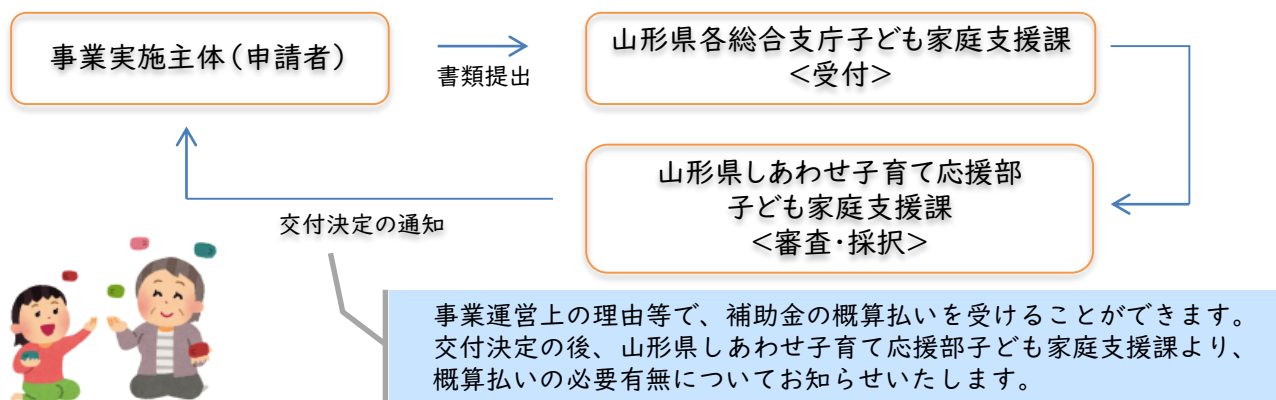 事業実施主体（申請者）
書類提出
山形県各総合支庁子ども家庭支援課
＜受付＞
山形県しあわせ子育て応援部
子ども家庭支援課
＜審査・採択＞
交付決定の通知
事業運営上の理由等で、補助金の概算払いを受けることができます。
交付決定の後、山形県しあわせ子育て応援部子ども家庭支援課より、
概算払いの必要有無についてお知らせいたします。